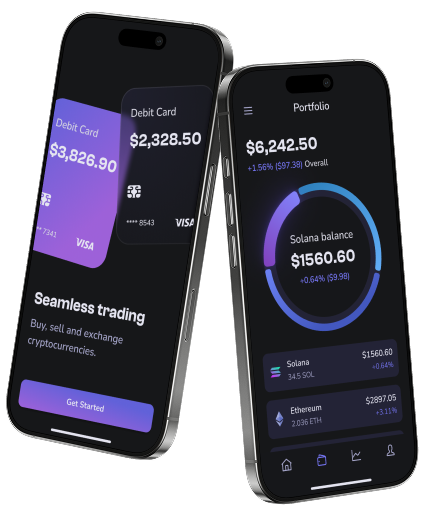 Debit Card
$3,826.90
** 7341
VISA
Debit Card
$2,328.50
**** 8543
VISA
Seamless trading
Buy, sell and exchange
cryptocurrencies.
Get Started
Portfolio
$6,242.50
+1.56% ($97.38) Overall
Solana balance
$1560.60
+0.64% ($9.98)
Solana
$1560.60
34.5 SOL
+0.64%
Ethereum
$2897.05
2.036 ETH
+3.11%